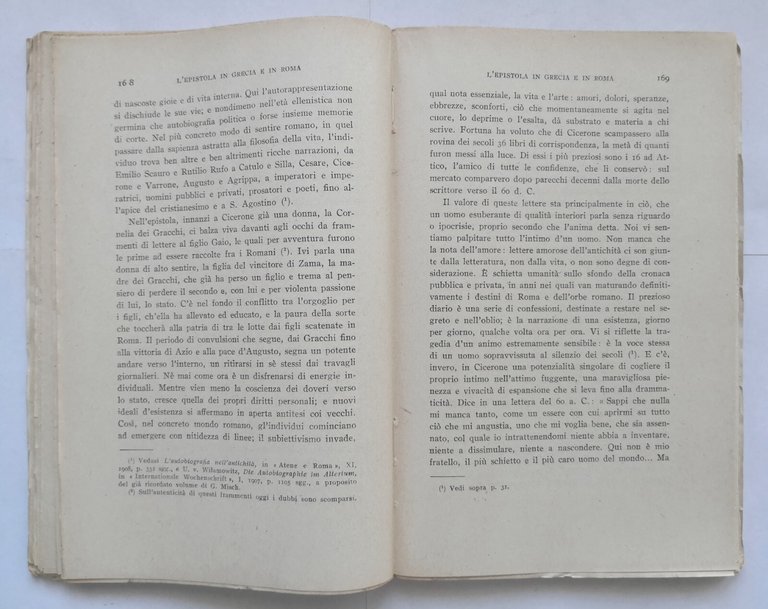 168
L'EPISTOLA IN GRECIA E IN ROMA
di nascoste gioie e di vita interna. Qui l'autorappresentazione
si dischiude le sue vie; e nondimeno nell'età ellenistica non
germina che autobiografia politica o forse insieme memorie
di corte. Nel più concreto modo di sentire romano, in quell'im-
passare dalla sapienza astratta alla filosofia della vita, l'indi-
viduo trova ben altre e ben altrimenti ricche narrazioni, da
Emilio Scauro e Rutilio Rufo a Catulo e Silla, Cesare, Cice-
rone e Varrone, Augusto e Agrippa, a imperatori e impe-
ratrici, nomini pubblici e privati, prosatori e poeti, fino al-
l'apice del cristianesimo e a S. Agostino (¹).
Nell'epistola, innanzi a Cicerone già una donna, la Cor-
nelia dei Gracchi, ci balza viva davanti agli occhi da fram-
menti di lettere al figlio Gaio, le quali per avventura furono
le prime ad essere raccolte fra i Romani (²). Ivi parla una
donna di alto sentire, la figlia del vincitore di Zama, la ma-
dre dei Gracchi, che già ha perso un figlio e trema al pen-
siero di perdere il secondo e, con lui e per violenta passione
di lui, lo stato. C'è nel fondo il conflitto tra l'orgoglio per
i figli, ch'ella ha allevato ed educato, e la paura della sorte
che toccherà alla patria di tra le lotte dai figli scatenate in
Roma. Il periodo di convulsioni che segue, dai Gracchi fino
alla vittoria di Azio e alla pace d'Augusto, segna un potente
andare verso l'interno, un ritirarsi in sè stessi dai travagli
giornalieri. Nè mai come ora è un disfrenarsi di energie in-
dividuali. Mentre vien meno la coscienza dei doveri verso
lo stato, cresce quella dei propri diritti personali; e nuovi
ideali d'esistenza si affermano in aperta antitesi coi vecchi.
Così, nel concreto mondo romano, gl'individui cominciano
ad emergere con nitidezza di linee; il subiettivismo invade,
(¹) Vedasi L'autobiografia nell'antichità, in « Atene e Roma », XI,
1908, p. 331 sgg., e U. v. Wilamowitz, Die Autobiographie im Altertum,
in « Internationale Wochenschrift », I, 1907, p. 1105 sgg., a proposito
del già ricordato volume di G. Misch.
(²) Sull'autenticità di questi frammenti oggi i dubbi sono scomparsi.
L'EPISTOLA IN GRECIA E IN ROMA
169
qual nota essenziale, la vita e l'arte: amori, dolori, speranze,
ebbrezze, sconforti, ciò che momentaneamente si agita nel
cuore, lo deprime o l'esalta, dà substrato e materia a chi
scrive. Fortuna ha voluto che di Cicerone scampassero alla
rovina dei secoli 36 libri di corrispondenza, la metà di quanti
furon messi alla luce. Di essi i più preziosi sono i 16 ad At-
tico, l'amico di tutte le confidenze, che li conservò: sul
mercato comparvero dopo parecchi decenni dalla morte dello
scrittore verso il 60 d. C.
Il valore di queste lettere sta principalmente in ciò, che
un uomo esuberante di qualità interiori parla senza riguardo
o ipocrisie, proprio secondo che l'anima detta. Noi vi sen-
tiamo palpitare tutto l'intimo d'un uomo. Non manca che
la nota dell'amore: lettere amorose dell'antichità ci son giunte
dalla letteratura, non dalla vita, o non sono degne di con-
siderazione. È schietta umanità sullo sfondo della cronaca
pubblica e privata, in anni nei quali van maturando definiti-
vamente i destini di Roma e dell'orbe romano. Il prezioso
diario è una serie di confessioni, destinate a restare nel se-
greto e nell'oblio; è la narrazione di una esistenza, giorno
per giorno, qualche volta ora per ora. Vi si riflette la tra-
gedia d'un animo estremamente sensibile: è la voce stessa
di un uomo sopravvissuta al silenzio dei secoli (¹). E c'è,
invero, in Cicerone una potenzialità singolare di cogliere il
proprio intimo nell'attimo fuggente, una maravigliosa pie-
nezza e vivacità di espansione che si leva fino alla dramma-
ticità. Dice in una lettera del 60 a. C.: « Sappi che nulla
mi manca tanto, come un essere con cui aprirmi su tutto
ciò che mi angustia, uno che mi voglia bene, che sia assen-
nato, col quale io intrattenendomi niente abbia a inventare,
niente a dissimulare, niente a nascondere. Qui non è mio
fratello, il più schietto e il più caro uomo del mondo... Ma
(¹) Vedi sopra p. 31.